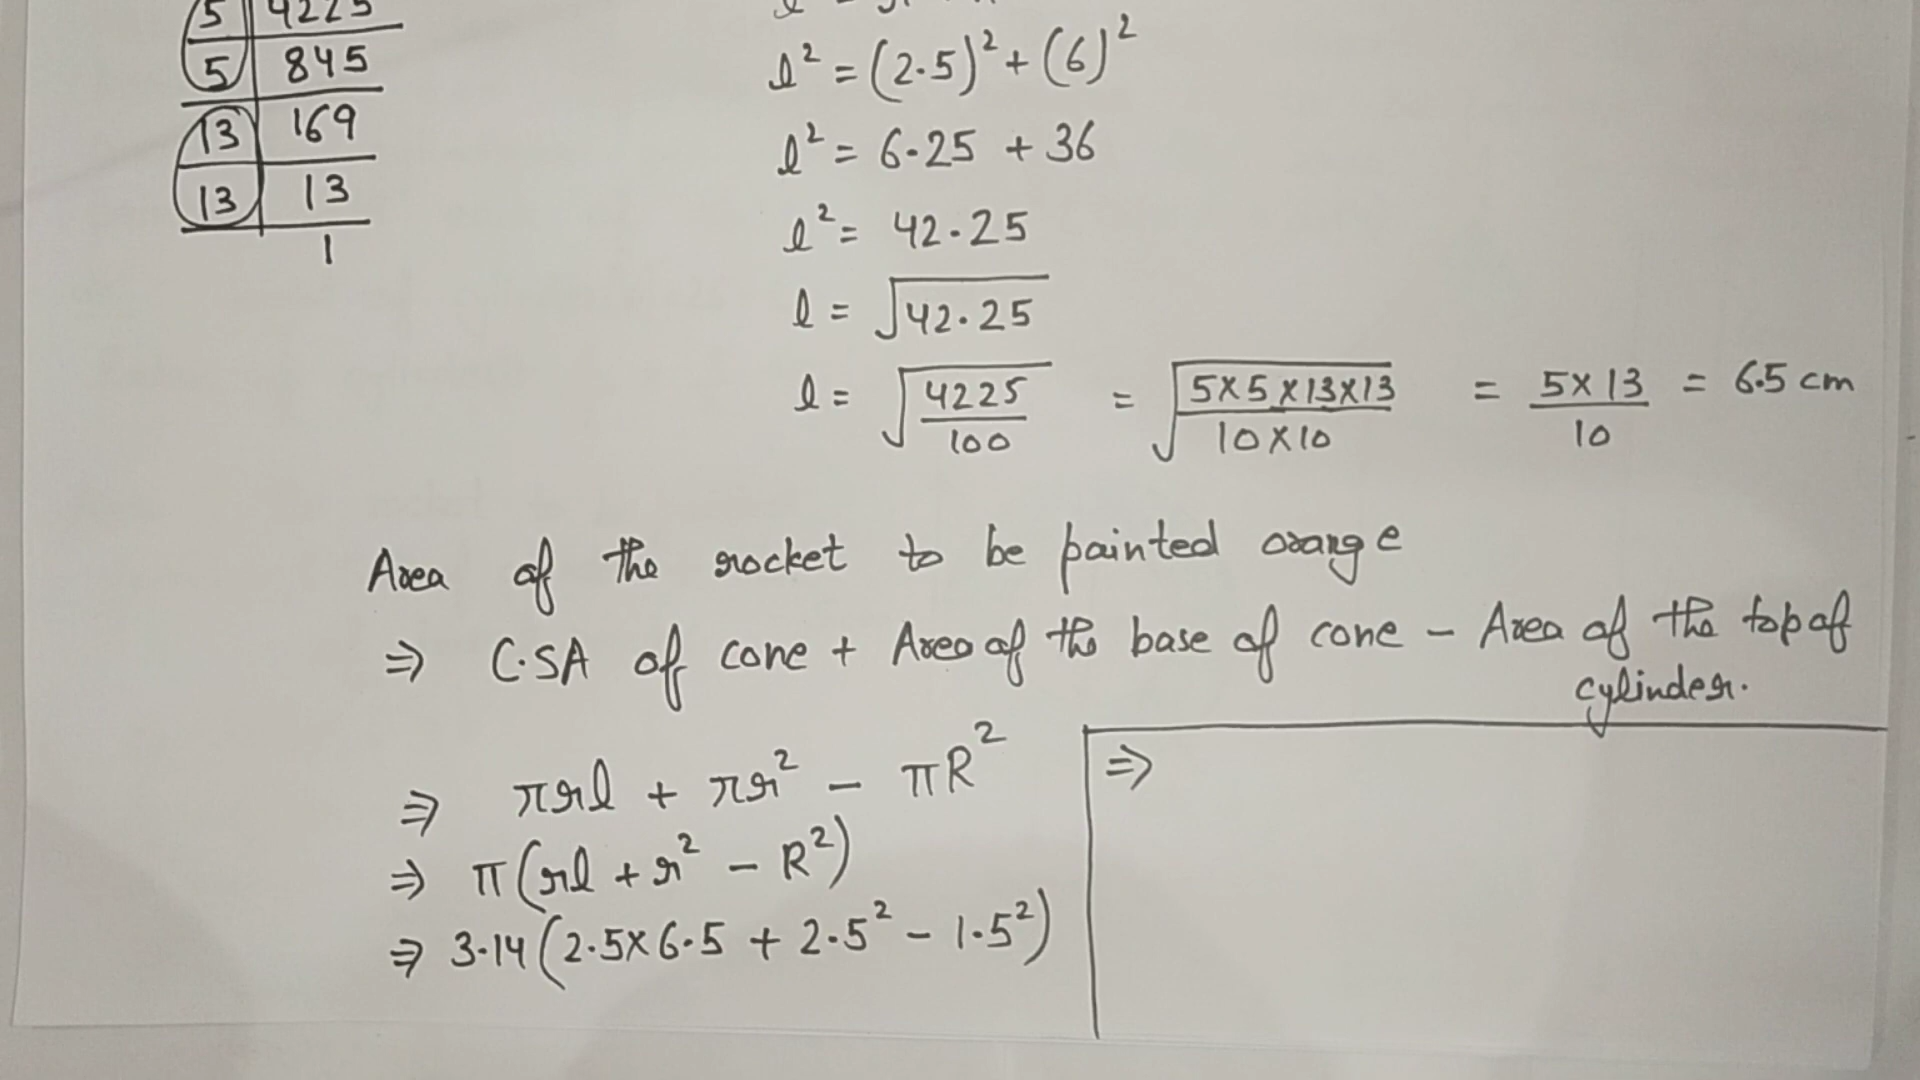 5 | 4225
5 | 845
13 | 169
13 | 13
1
l² = (2.5)² + (6)²
l² = 6.25 + 36
l² = 42.25
l = √42.25
l = √(4225/100) = √(5×5×13×13/10×10) = 5×13/10 = 6.5 cm
Area of the rocket to be painted orange
⇒ C.SA of cone + Area of the base of cone - Area of the top of
cylinder.
⇒ πrl + πr² - πR²
⇒ π(rl + r² - R²)
⇒ 3.14(2.5×6.5 + 2.5² - 1.5²)
⇒